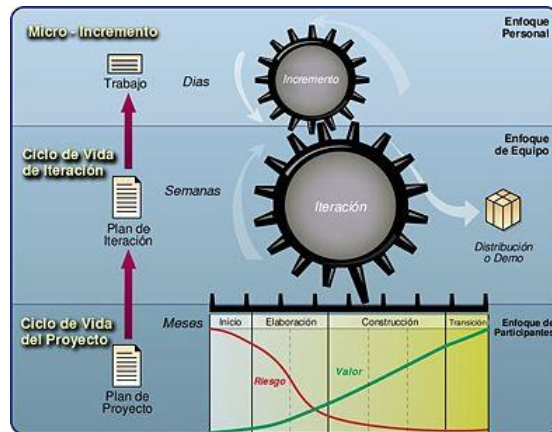 Micro - Incremento
Trabajo
Días
Incremento
Enfoque
Personal
Ciclo de Vida
de Iteración
Plan de
Iteración
Semanas
Iteración
Enfoque
de Equipo
Distribución
o Demo
Ciclo de Vida
del Proyecto
Plan de
Proyecto
Meses
Inicio
Elaboración
Construcción
Transición
Riesgo
Valor
Enfoque de
Participantes